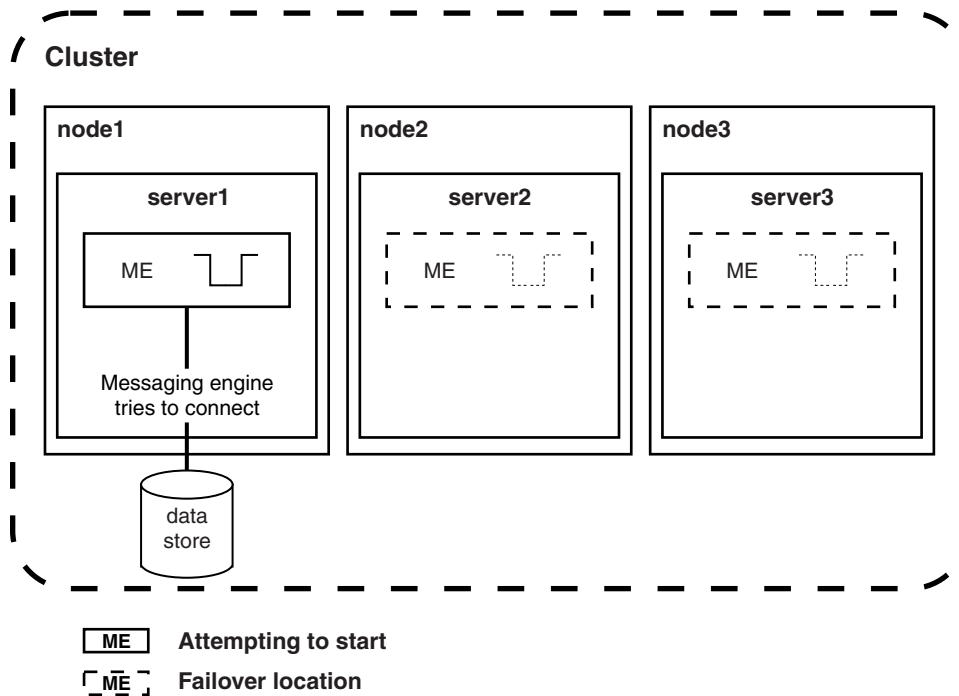 Cluster
node1
node2
node3
server1
server2
server3
ME
ME
ME
Messaging engine
tries to connect
data
store
ME Attempting to start
ME Failover location